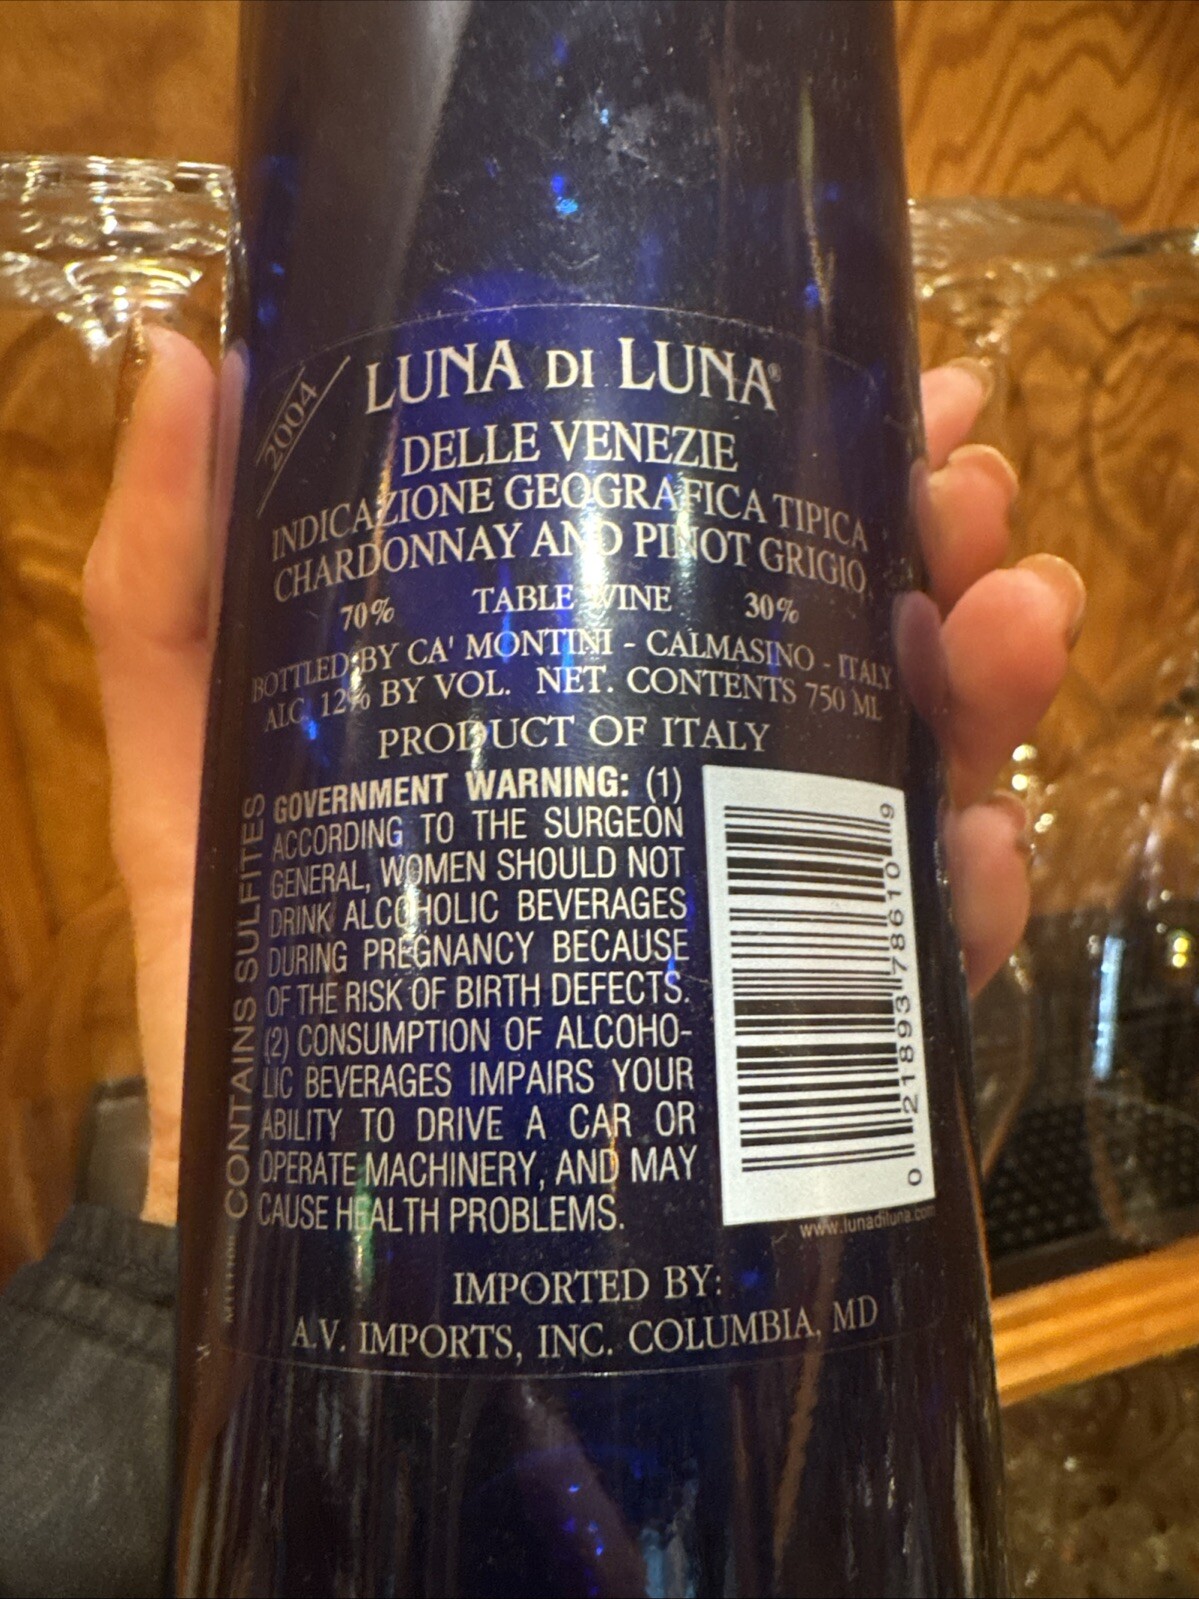 2004
LUNA DI LUNA®
DELLE VENEZIE
INDICAZIONE GEOGRAFICA TIPICA
CHARDONNAY AND PINOT GRIGIO
70% TABLE WINE 30%
BOTTLED BY CA' MONTINI - CALMASINO - ITALY
ALC. 12% BY VOL. NET. CONTENTS 750 ML
PRODUCT OF ITALY
CONTAINS SULFITES
GOVERNMENT WARNING: (1)
ACCORDING TO THE SURGEON
GENERAL, WOMEN SHOULD NOT
DRINK ALCOHOLIC BEVERAGES
DURING PREGNANCY BECAUSE
OF THE RISK OF BIRTH DEFECTS.
(2) CONSUMPTION OF ALCOHO-
LIC BEVERAGES IMPAIRS YOUR
ABILITY TO DRIVE A CAR OR
OPERATE MACHINERY, AND MAY
CAUSE HEALTH PROBLEMS.
0 21893 78610 9
www.lunadiluna.com
IMPORTED BY:
A.V. IMPORTS, INC. COLUMBIA, MD